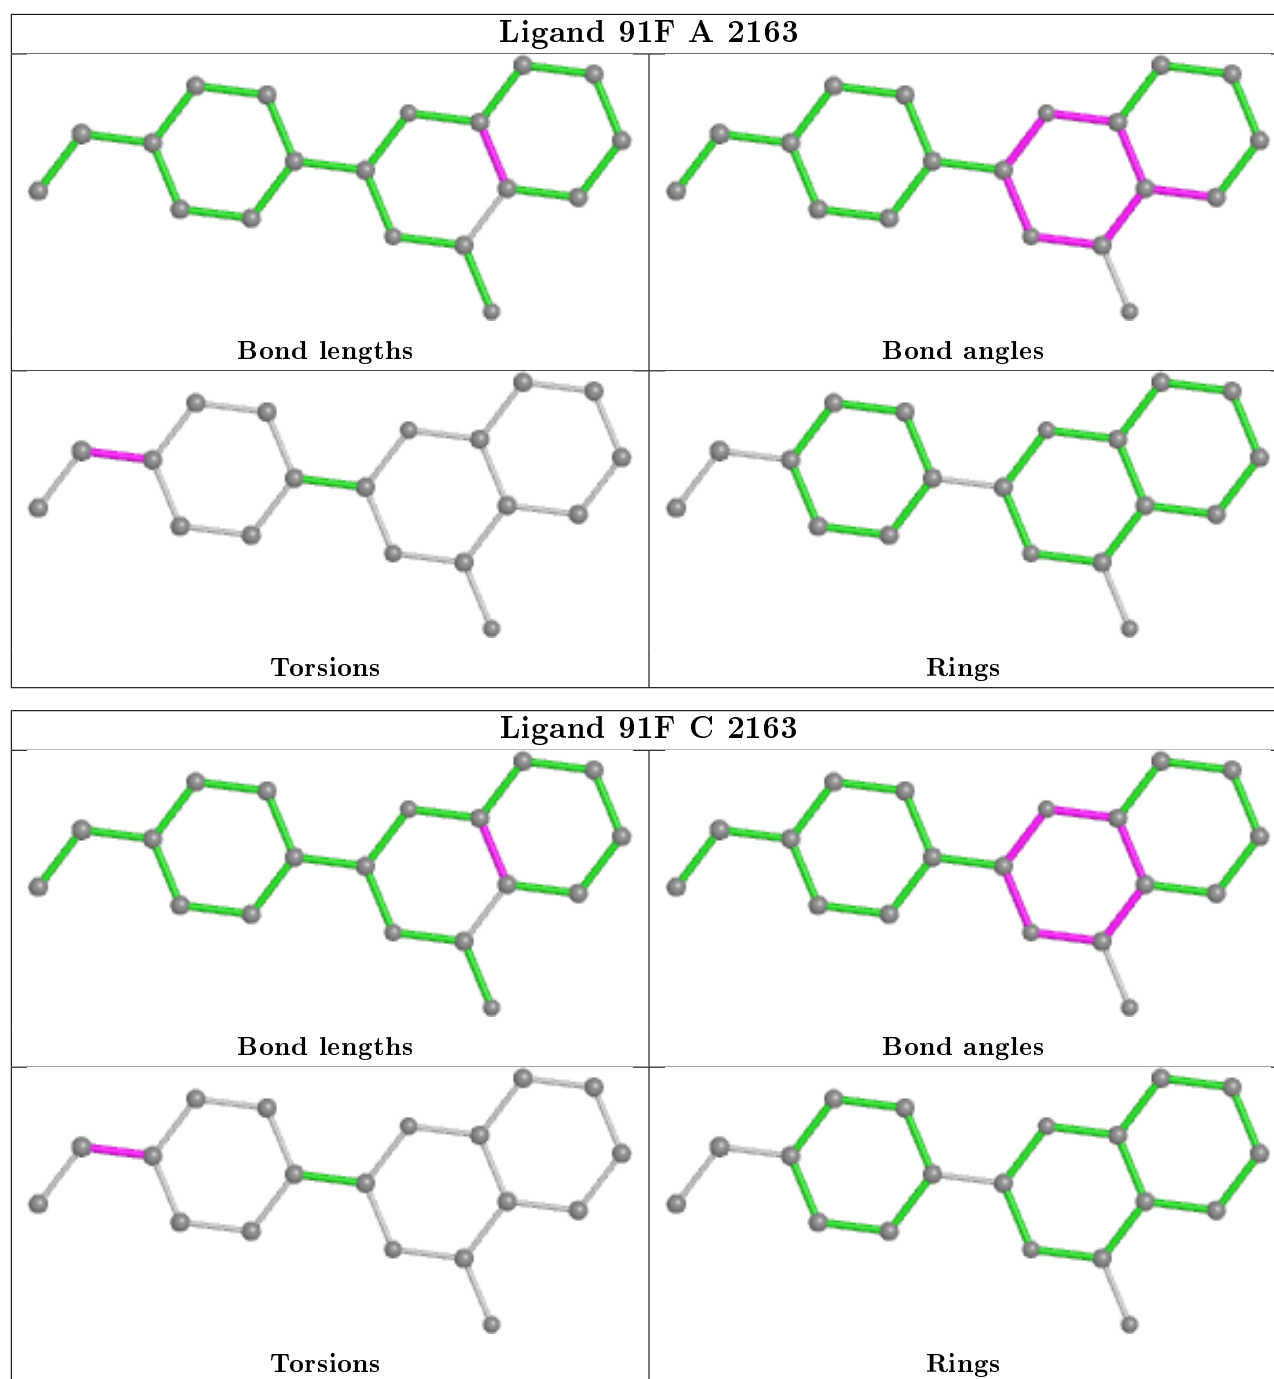 Ligand 91F A 2163
Bond lengths
Bond angles
Torsions
Rings
Ligand 91F C 2163
Bond lengths
Bond angles
Torsions
Rings